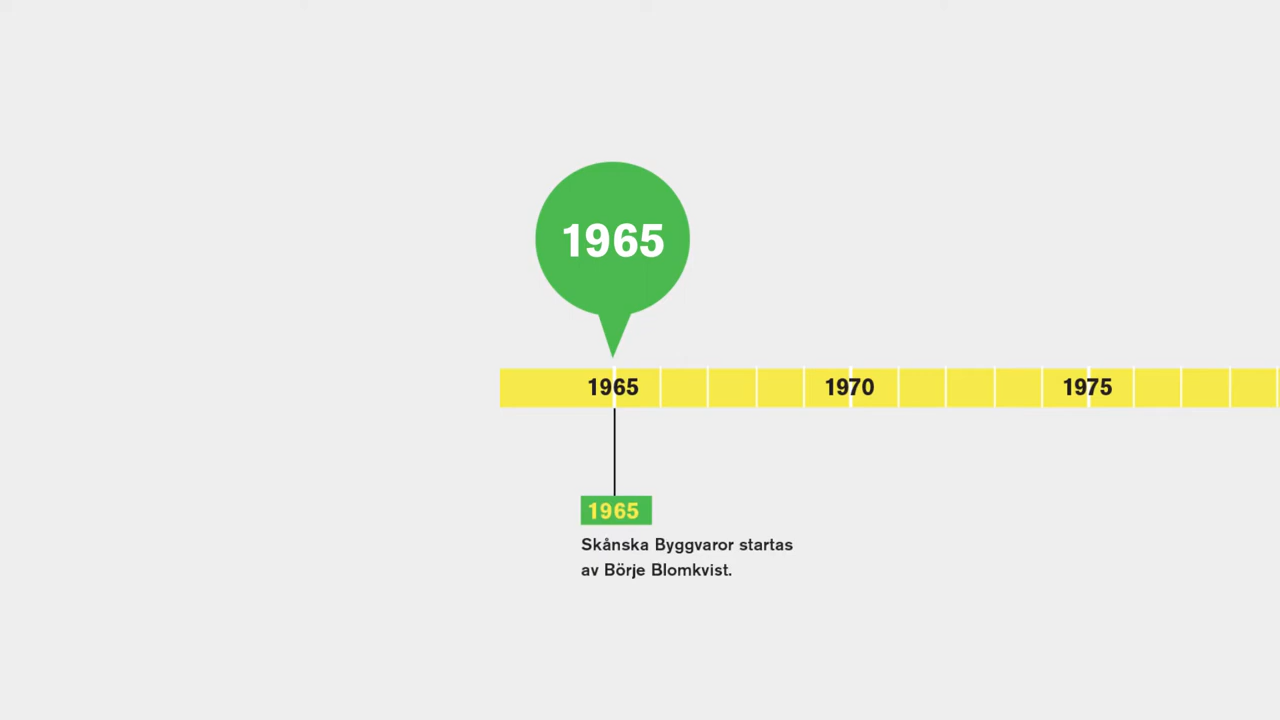 1965
1965 1970 1975
1965
Skånska Byggvaror startas
av Börje Blomkvist.